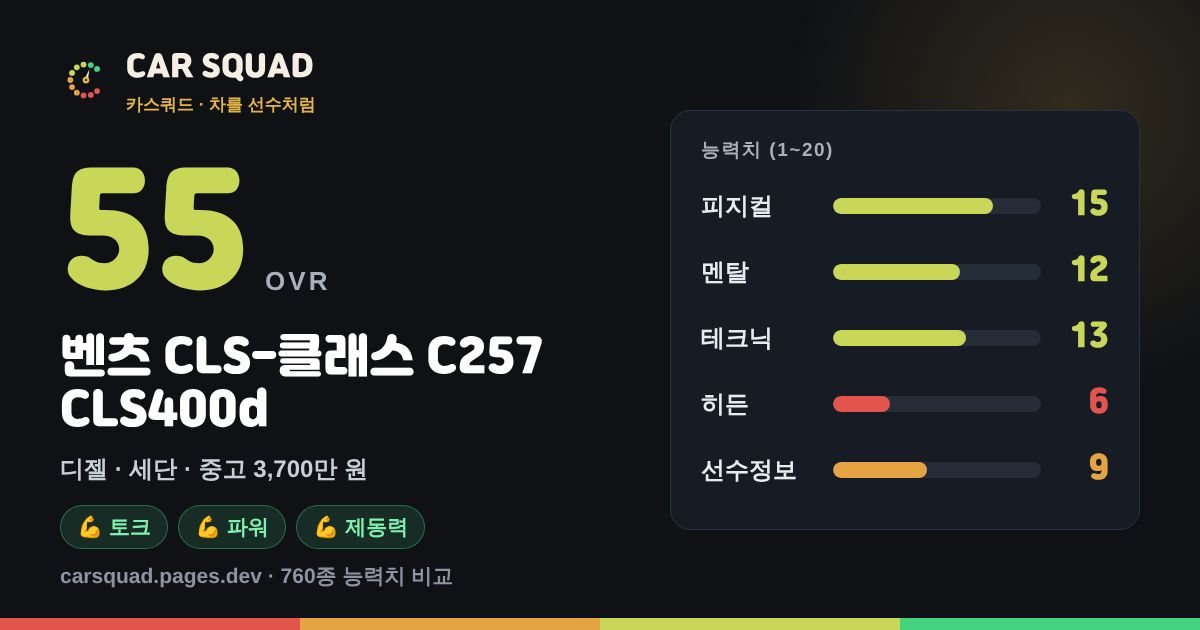 CAR SQUAD
카스쿼드 · 차를 선수처럼
55 OVR
벤츠 CLS-클래스 C257
CLS400d
디젤 · 세단 · 중고 3,700만 원
💪 토크 💪 파워 💪 제동력
carsquad.pages.dev · 760종 능력치 비교
능력치 (1~20)
피지컬 15
멘탈 12
테크닉 13
히든 6
선수정보 9